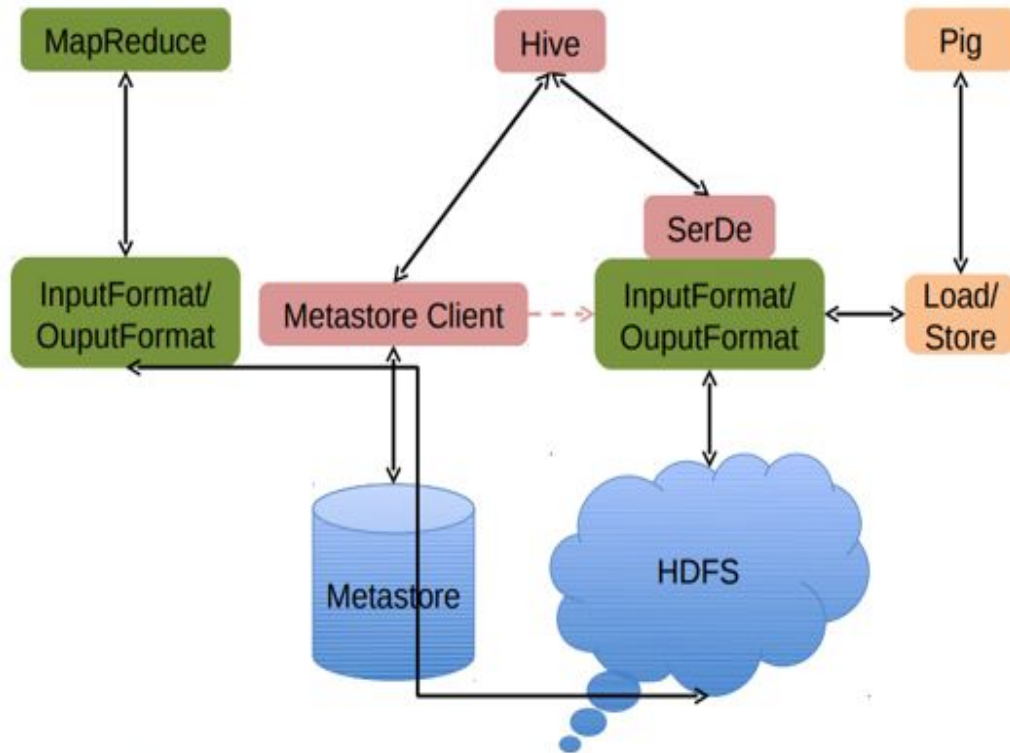 MapReduce
Hive
Pig
SerDe
InputFormat/
OuputFormat
Metastore Client
InputFormat/
OuputFormat
Load/
Store
Metastore
HDFS